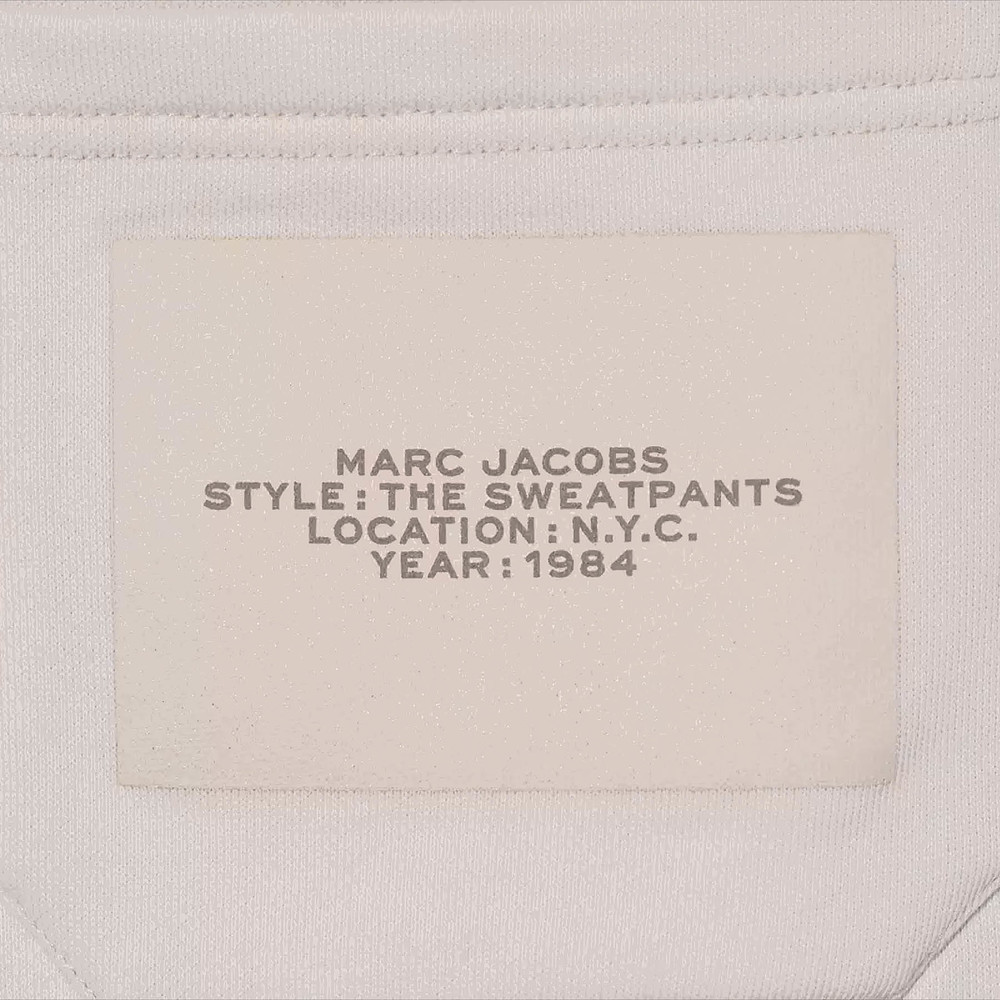 MARC JACOBS
STYLE: THE SWEATPANTS
LOCATION: N.Y.C.
YEAR: 1984